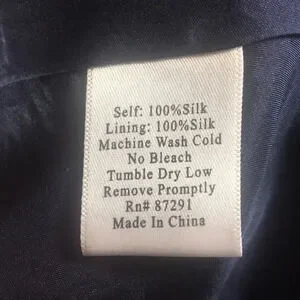 Self: 100%Silk
Lining: 100%Silk
Machine Wash Cold
No Bleach
Tumble Dry Low
Remove Promptly
Rn# 87291
Made In China